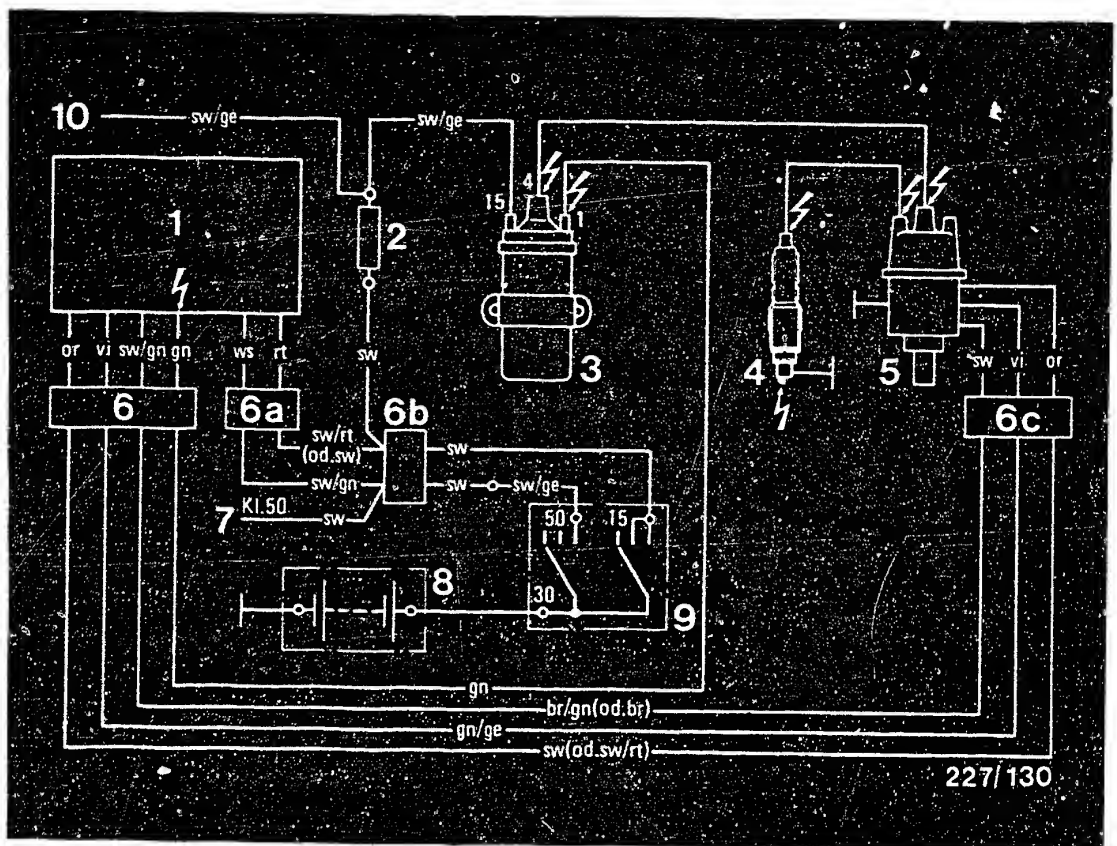 10 sw/ge sw/ge
4
15 1
1 2
or vi sw/gn gn ws rt
sw
3 4 5
sw vi or
6 6a 6b 6c
sw/rt
(od.sw) sw
sw/gn sw sw/ge
7 Kl.50 sw
50 15
8
30
9
gn
br/gn(od.br)
gn/ge
sw(od.sw/rt)
227/130